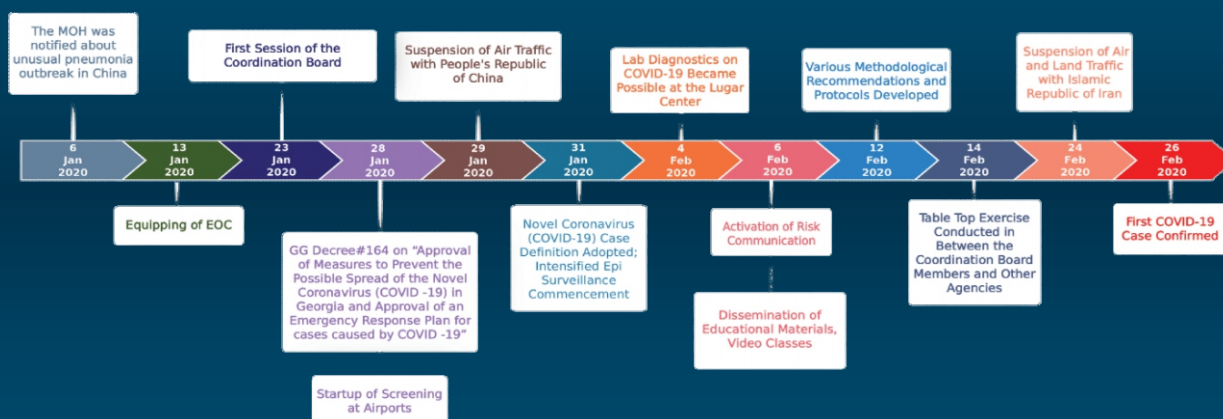 The MOH was
notified about
unusual pneumonia
outbreak in China
First Session of the
Coordination Board
Suspension of Air Traffic
with People's Republic
of China
Lab Diagnostics on
COVID-19 Became
Possible at the Lugar
Center
Various Methodological
Recommendations and
Protocols Developed
Suspension of Air
and Land Traffic
with Islamic
Republic of Iran
6
Jan
2020
13
Jan
2020
23
Jan
2020
28
Jan
2020
29
Jan
2020
31
Jan
2020
4
Feb
2020
6
Feb
2020
12
Feb
2020
14
Feb
2020
24
Feb
2020
26
Feb
2020
Equipping of EOC
GG Decree#164 on “Approval
of Measures to Prevent the
Possible Spread of the Novel
Coronavirus (COVID -19) in
Georgia and Approval of an
Emergency Response Plan for
cases caused by COVID -19”
Startup of Screening
at Airports
Novel Coronavirus
(COVID-19) Case
Definition Adopted;
Intensified Epi
Surveillance
Commencement
Activation of Risk
Communication
Dissemination of
Educational Materials,
Video Classes
Table Top Exercise
Conducted in
Between the
Coordination Board
Members and Other
Agencies
First COVID-19
Case Confirmed